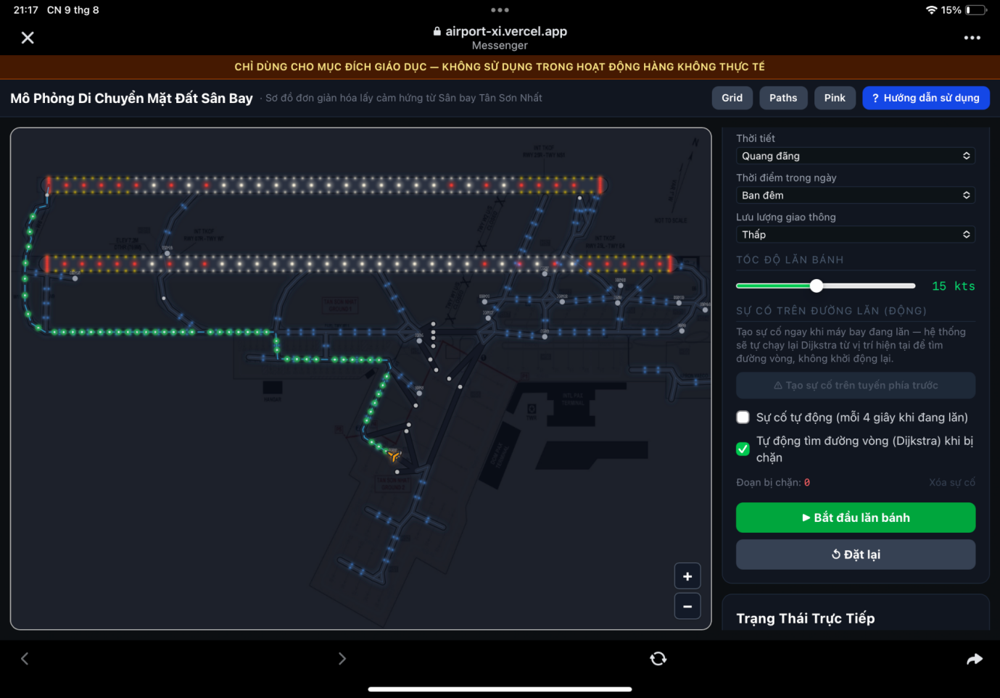 21:17 CN 9 thg 8
15%
airport-xi.vercel.app
Messenger
CHỈ DÙNG CHO MỤC ĐÍCH GIÁO DỤC — KHÔNG SỬ DỤNG TRONG HOẠT ĐỘNG HÀNG KHÔNG THỰC TẾ
Mô Phỏng Di Chuyển Mặt Đất Sân Bay · Sơ đồ đơn giản hóa lấy cảm hứng từ Sân bay Tân Sơn Nhất
Grid
Paths
Pink
? Hướng dẫn sử dụng
N
NOT TO SCALE
HANGAR
INTL PAX
TERMINAL
TWR
Thời tiết
Quang đãng
Thời điểm trong ngày
Ban đêm
Lưu lượng giao thông
Thấp
TỐC ĐỘ LĂN BÁNH
15 kts
SỰ CỐ TRÊN ĐƯỜNG LĂN (ĐỘNG)
Tạo sự cố ngay khi máy bay đang lăn — hệ thống
sẽ tự chạy lại Dijkstra từ vị trí hiện tại để tìm
đường vòng, không khởi động lại.
⚠ Tạo sự cố trên tuyến phía trước
Sự cố tự động (mỗi 4 giây khi đang lăn)
Tự động tìm đường vòng (Dijkstra) khi bị
chặn
Đoạn bị chặn: 0
Xóa sự cố
▶ Bắt đầu lăn bánh
↺ Đặt lại
+
−
Trạng Thái Trực Tiếp